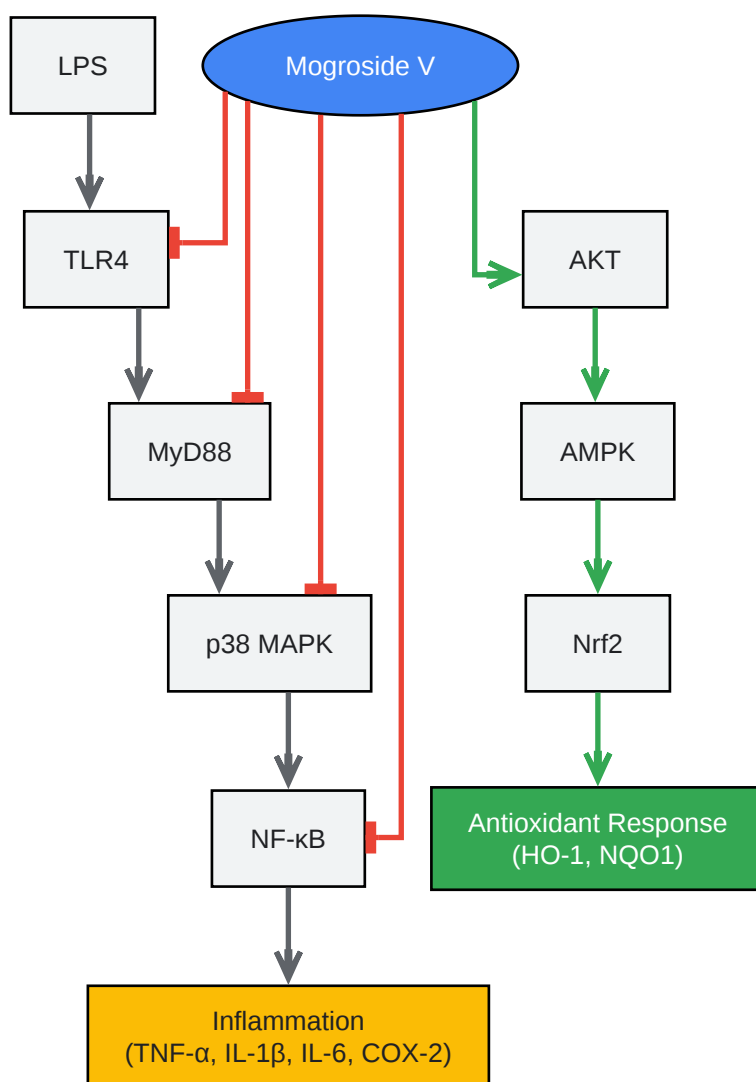 LPS
Mogroside V
TLR4
AKT
MyD88
AMPK
p38 MAPK
Nrf2
NF-κB
Antioxidant Response
(HO-1, NQO1)
Inflammation
(TNF-α, IL-1β, IL-6, COX-2)